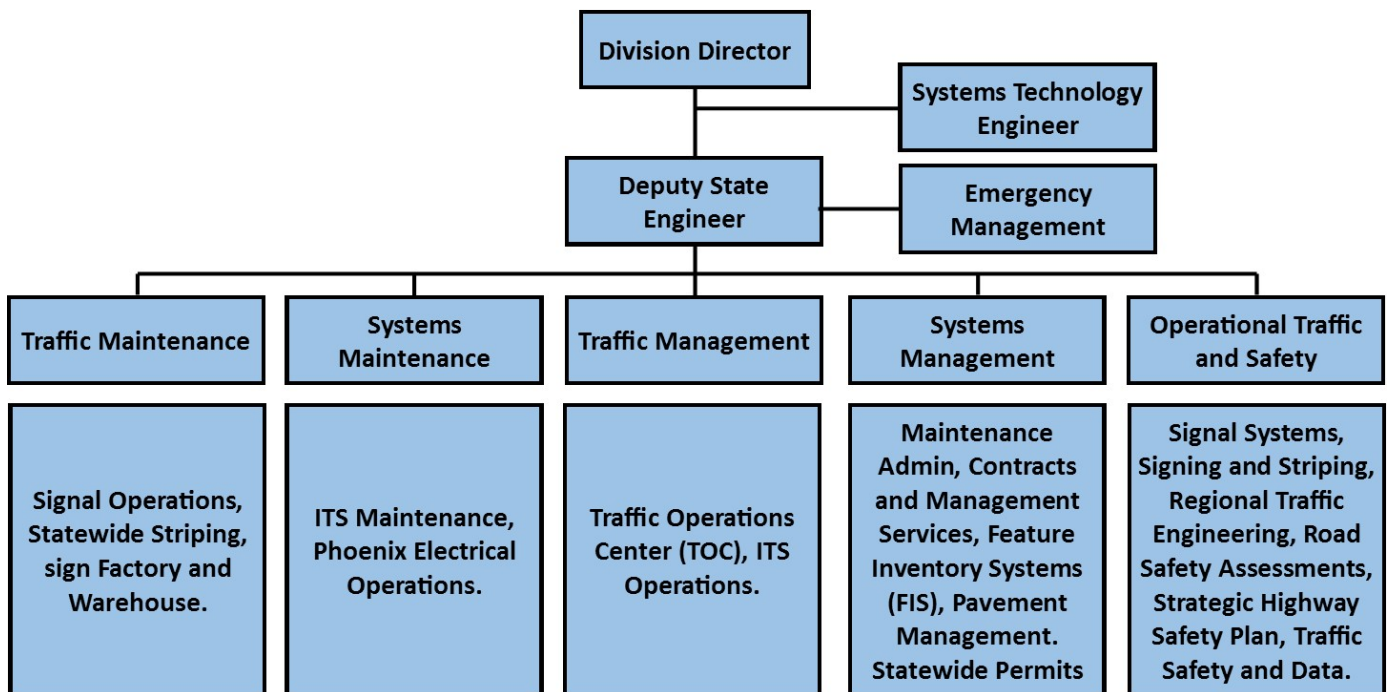 Division Director
Systems Technology
Engineer
Deputy State
Engineer
Emergency
Management
Traffic Maintenance
Systems
Maintenance
Traffic Management
Systems
Management
Operational Traffic
and Safety
Signal Operations,
Statewide Striping,
sign Factory and
Warehouse.
ITS Maintenance,
Phoenix Electrical
Operations.
Traffic Operations
Center (TOC), ITS
Operations.
Maintenance
Admin, Contracts
and Management
Services, Feature
Inventory Systems
(FIS), Pavement
Management.
Statewide Permits
Signal Systems,
Signing and Striping,
Regional Traffic
Engineering, Road
Safety Assessments,
Strategic Highway
Safety Plan, Traffic
Safety and Data.